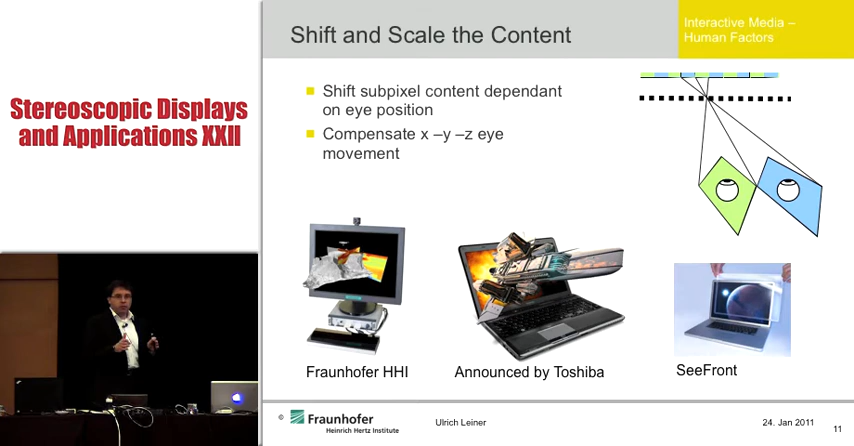 Stereoscopic Displays
and Applications XXII
Shift and Scale the Content
Interactive Media –
Human Factors
Shift subpixel content dependant
on eye position
Compensate x –y –z eye
movement
Fraunhofer HHI
Announced by Toshiba
SeeFront
©
Fraunhofer
Heinrich Hertz Institute
Ulrich Leiner
24. Jan 2011
11